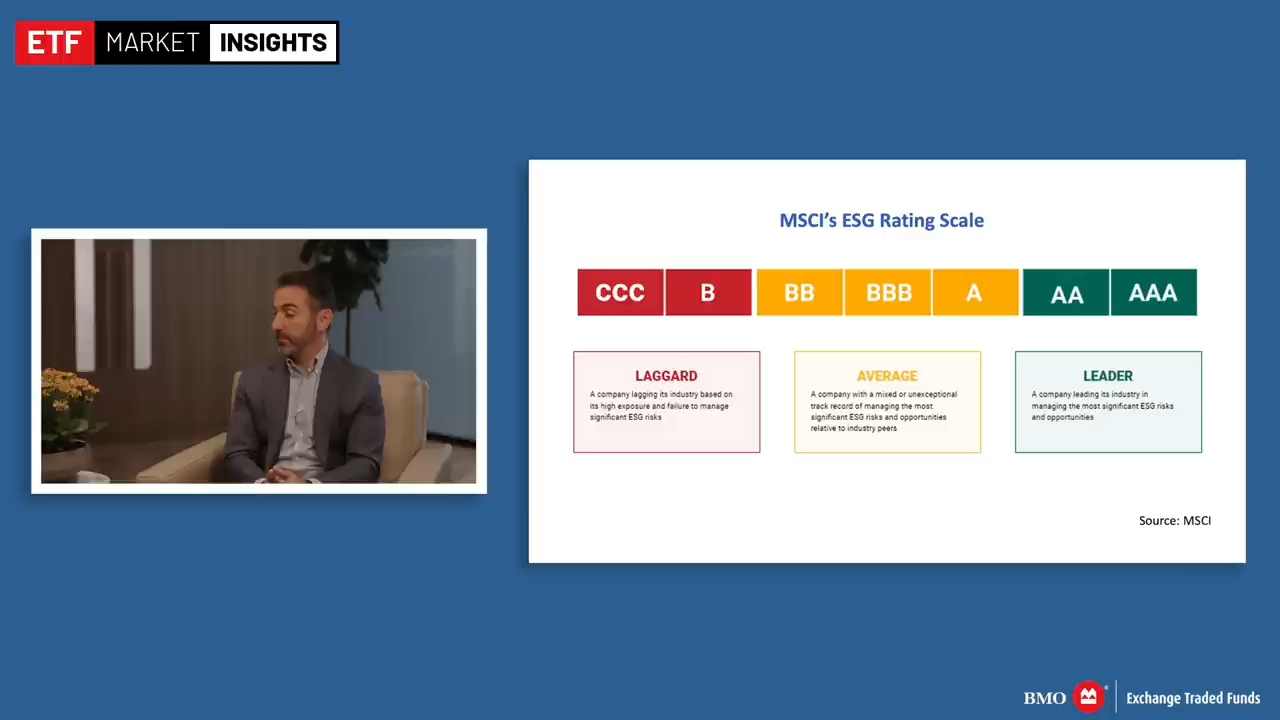 ETF MARKET INSIGHTS
MSCI’s ESG Rating Scale
CCC B BB BBB A AA AAA
LAGGARD
A company lagging its industry based on
its high exposure and failure to manage
significant ESG risks
AVERAGE
A company with a mixed or unexceptional
track record of managing the most
significant ESG risks and opportunities
relative to industry peers
LEADER
A company leading its industry in
managing the most significant ESG risks
and opportunities
Source: MSCI
BMO ® Exchange Traded Funds